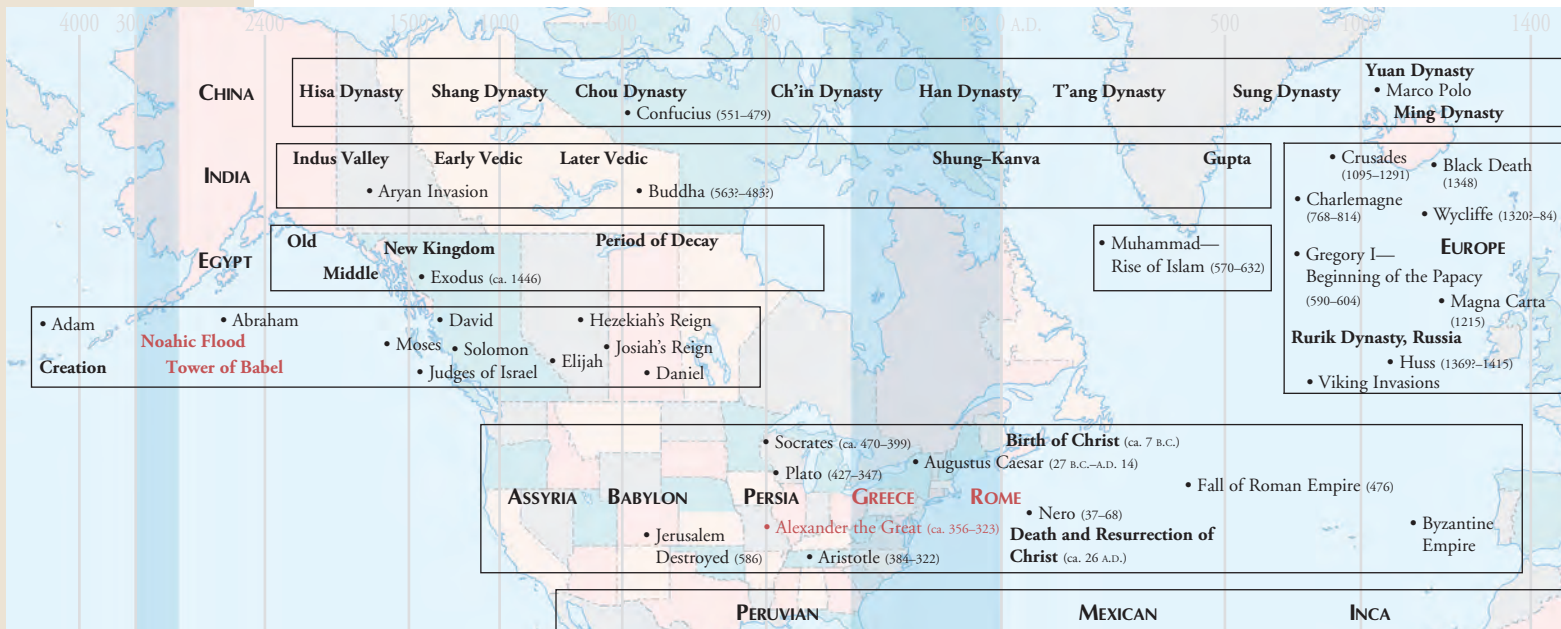 4000 3000 2400 1500 1000 600 400 A.D. 500 1000 1400
CHINA
Hisa Dynasty Shang Dynasty Chou Dynasty Ch'in Dynasty Han Dynasty T'ang Dynasty Sung Dynasty
Yuan Dynasty
• Marco Polo
Ming Dynasty
• Confucius (551–479)
INDIA
Indus Valley Early Vedic Later Vedic Shung–Kanva Gupta
• Aryan Invasion
• Buddha (563?–483?)
EGYPT
Old
Middle
New Kingdom
• Exodus (ca. 1446)
Period of Decay
• Muhammad—
Rise of Islam (570–632)
• Crusades
(1095–1291)
• Black Death
(1348)
• Charlemagne
(768–814)
• Wycliffe (1320?–84)
EUROPE
• Gregory I—
Beginning of the Papacy
(590–604)
• Magna Carta
(1215)
Rurik Dynasty, Russia
• Huss (1369?–1415)
• Viking Invasions
• Adam
Creation
• Abraham
Noahic Flood
Tower of Babel
• David
• Moses
• Solomon
• Judges of Israel
• Hezekiah's Reign
• Josiah's Reign
• Elijah
• Daniel
• Socrates (ca. 470–399)
• Plato (427–347)
Birth of Christ (ca. 7 B.C.)
• Augustus Caesar (27 B.C.–A.D. 14)
ASSYRIA BABYLON PERSIA GREECE ROME
• Fall of Roman Empire (476)
• Jerusalem
Destroyed (586)
• Alexander the Great (ca. 356–323)
• Aristotle (384–322)
• Nero (37–68)
Death and Resurrection of
Christ (ca. 26 A.D.)
• Byzantine
Empire
PERUVIAN MEXICAN INCA